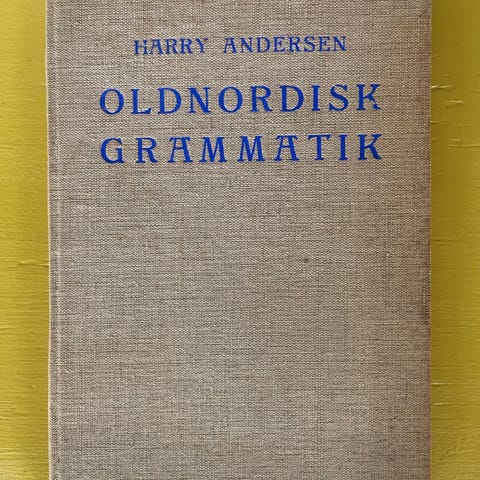 HARRY ANDERSEN
OLDNORDISK
GRAMMATIK